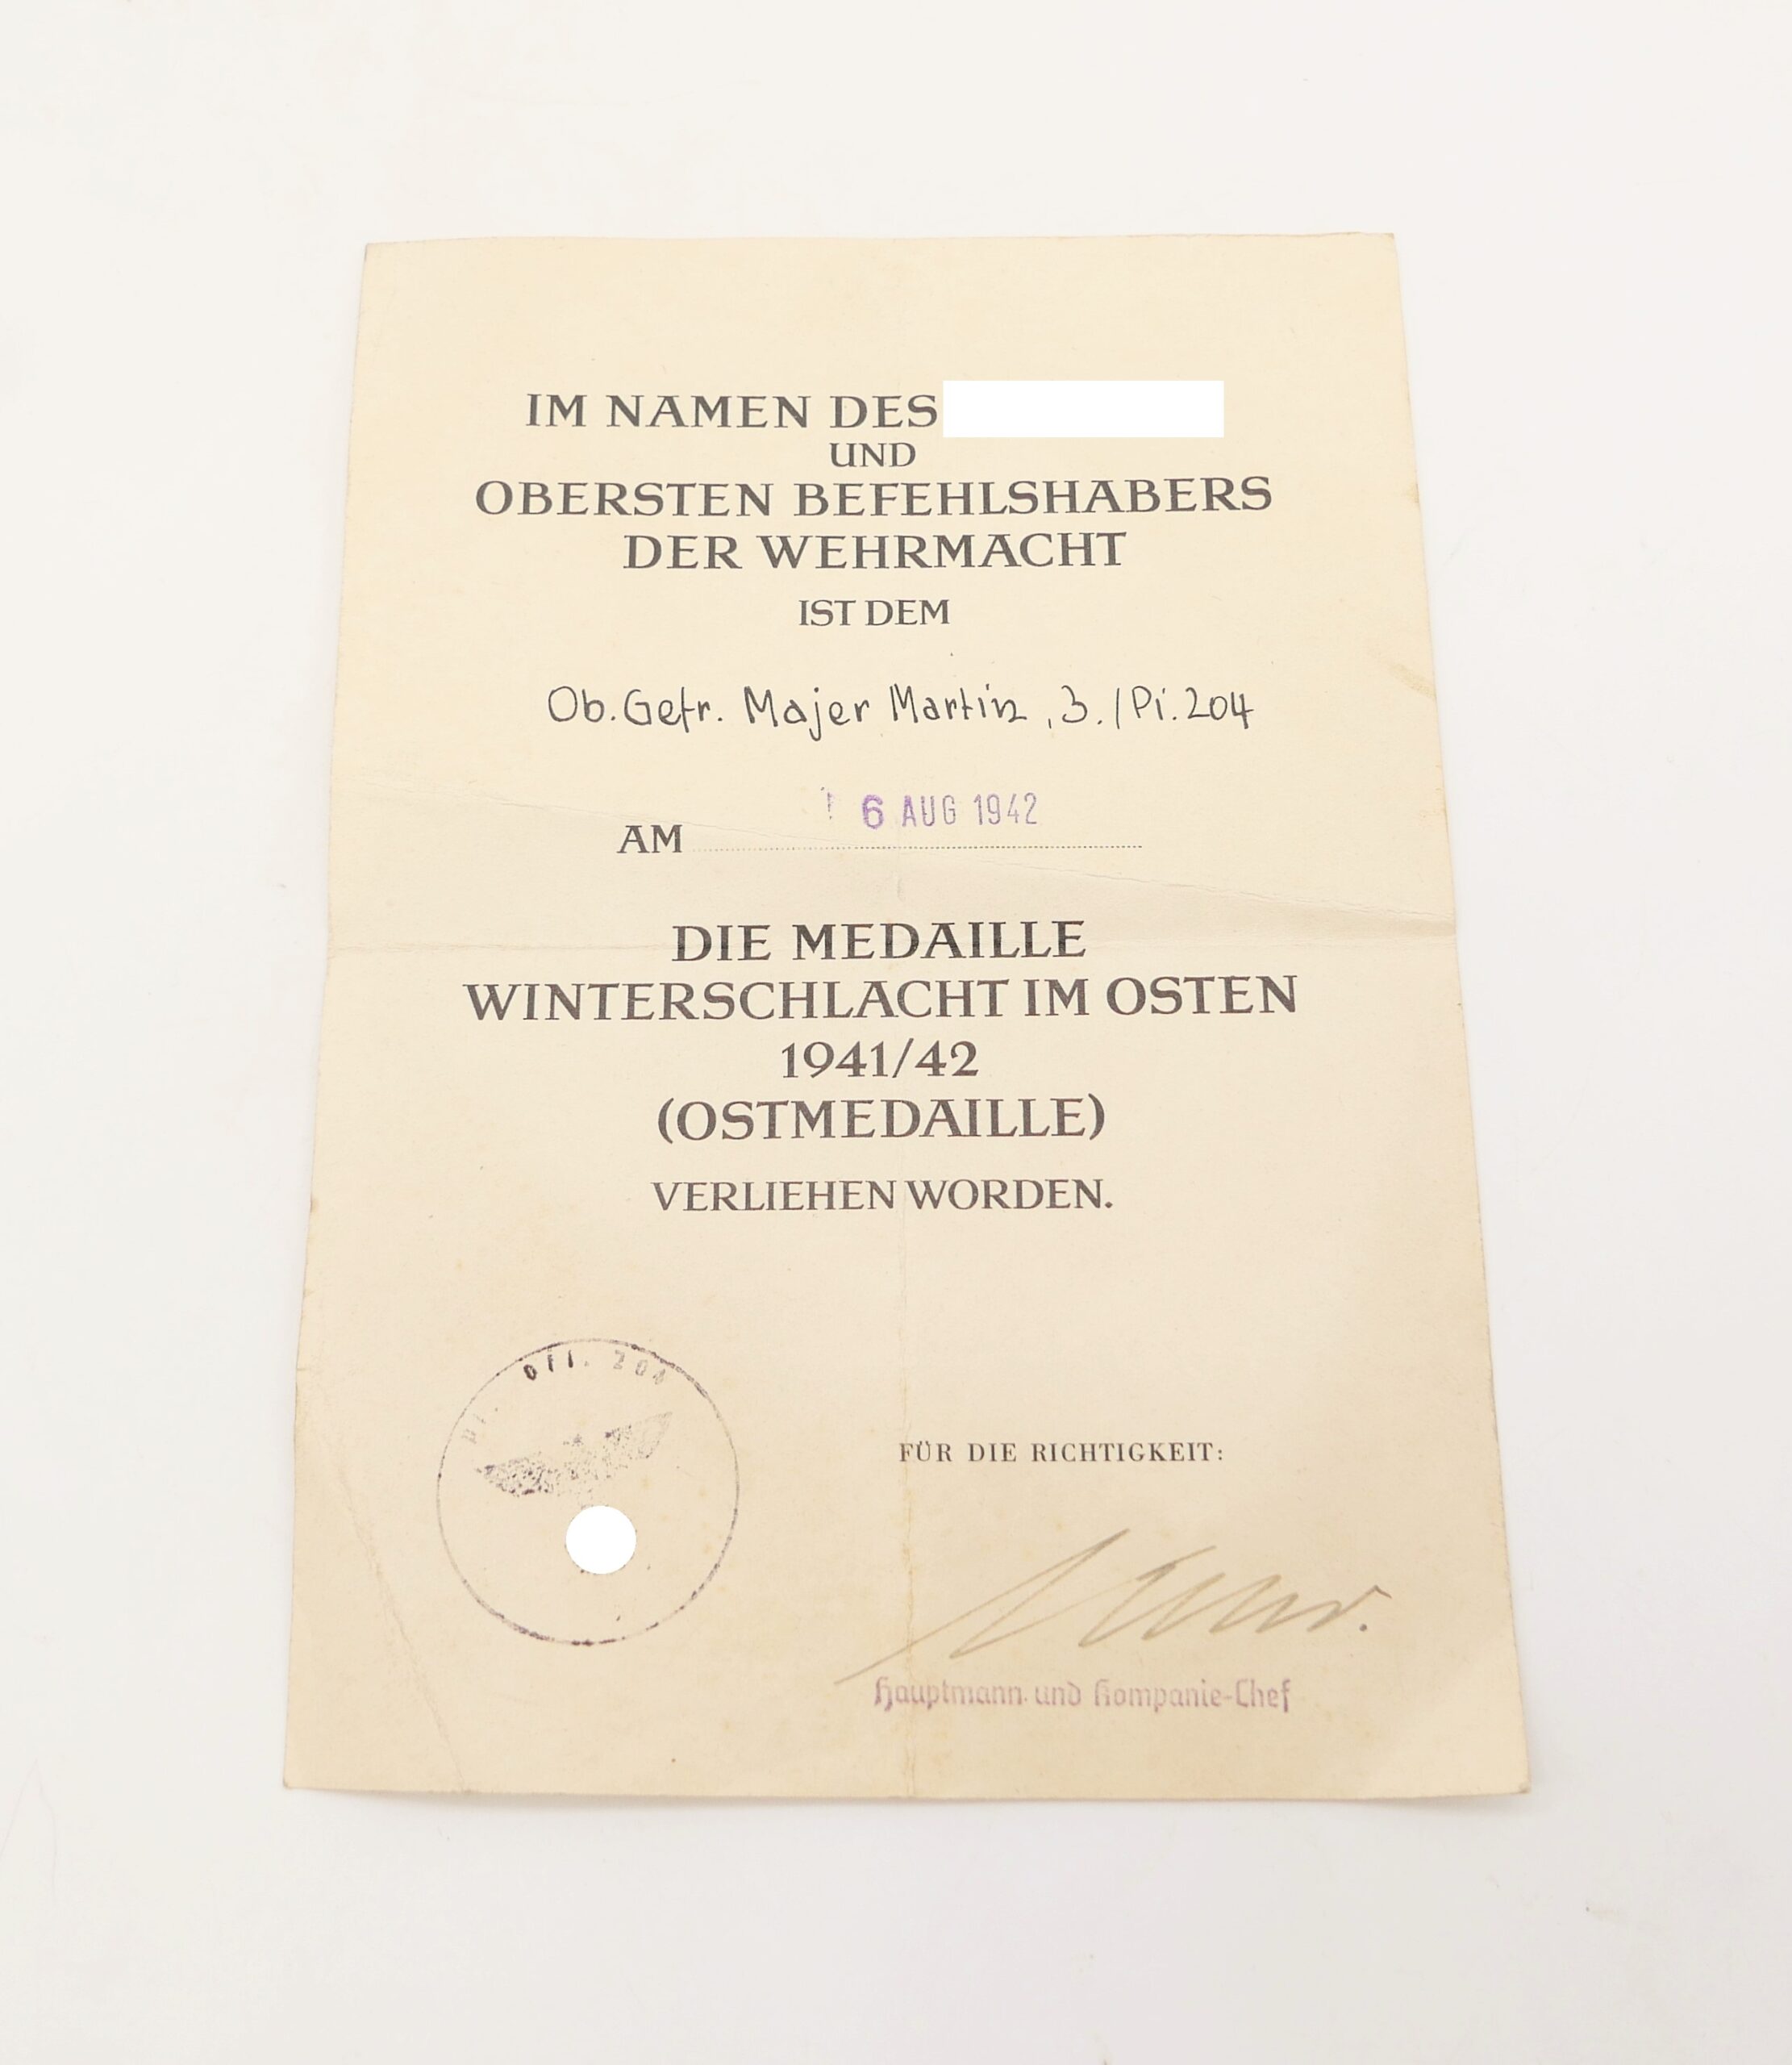 IM NAMEN DES
UND
OBERSTEN BEFEHLSHABERS
DER WEHRMACHT
IST DEM
Ob. Gefr. Majer Martin, 3./Pi. 204
6 AUG 1942
AM
DIE MEDAILLE
WINTERSCHLACHT IM OSTEN
1941/42
(OSTMEDAILLE)
VERLIEHEN WORDEN.
204
FÜR DIE RICHTIGKEIT:
Hauptmann und Kompanie-Chef